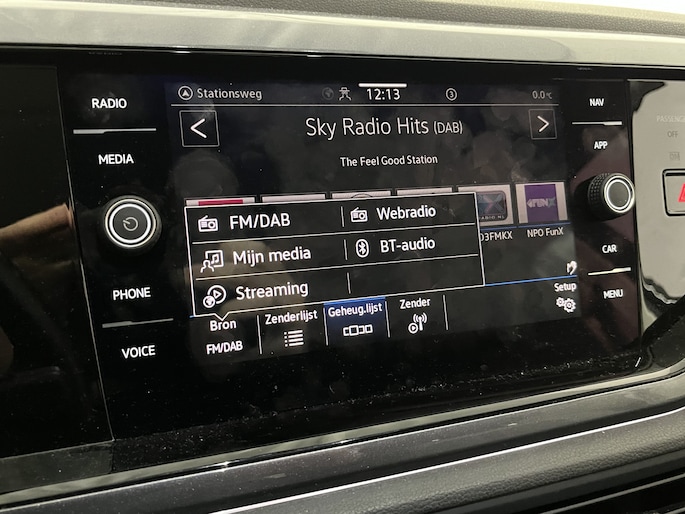 RADIO
MEDIA
PHONE
VOICE
Stationsweg
12:13
3
0.0 °C
Sky Radio Hits (DAB)
The Feel Good Station
FM/DAB
Webradio
Mijn media
BT-audio
Streaming
O3FMKX
NPO FunX
Bron
FM/DAB
Zenderlijst
Geheug.lijst
Zender
Setup
NAV
APP
CAR
MENU
OFF